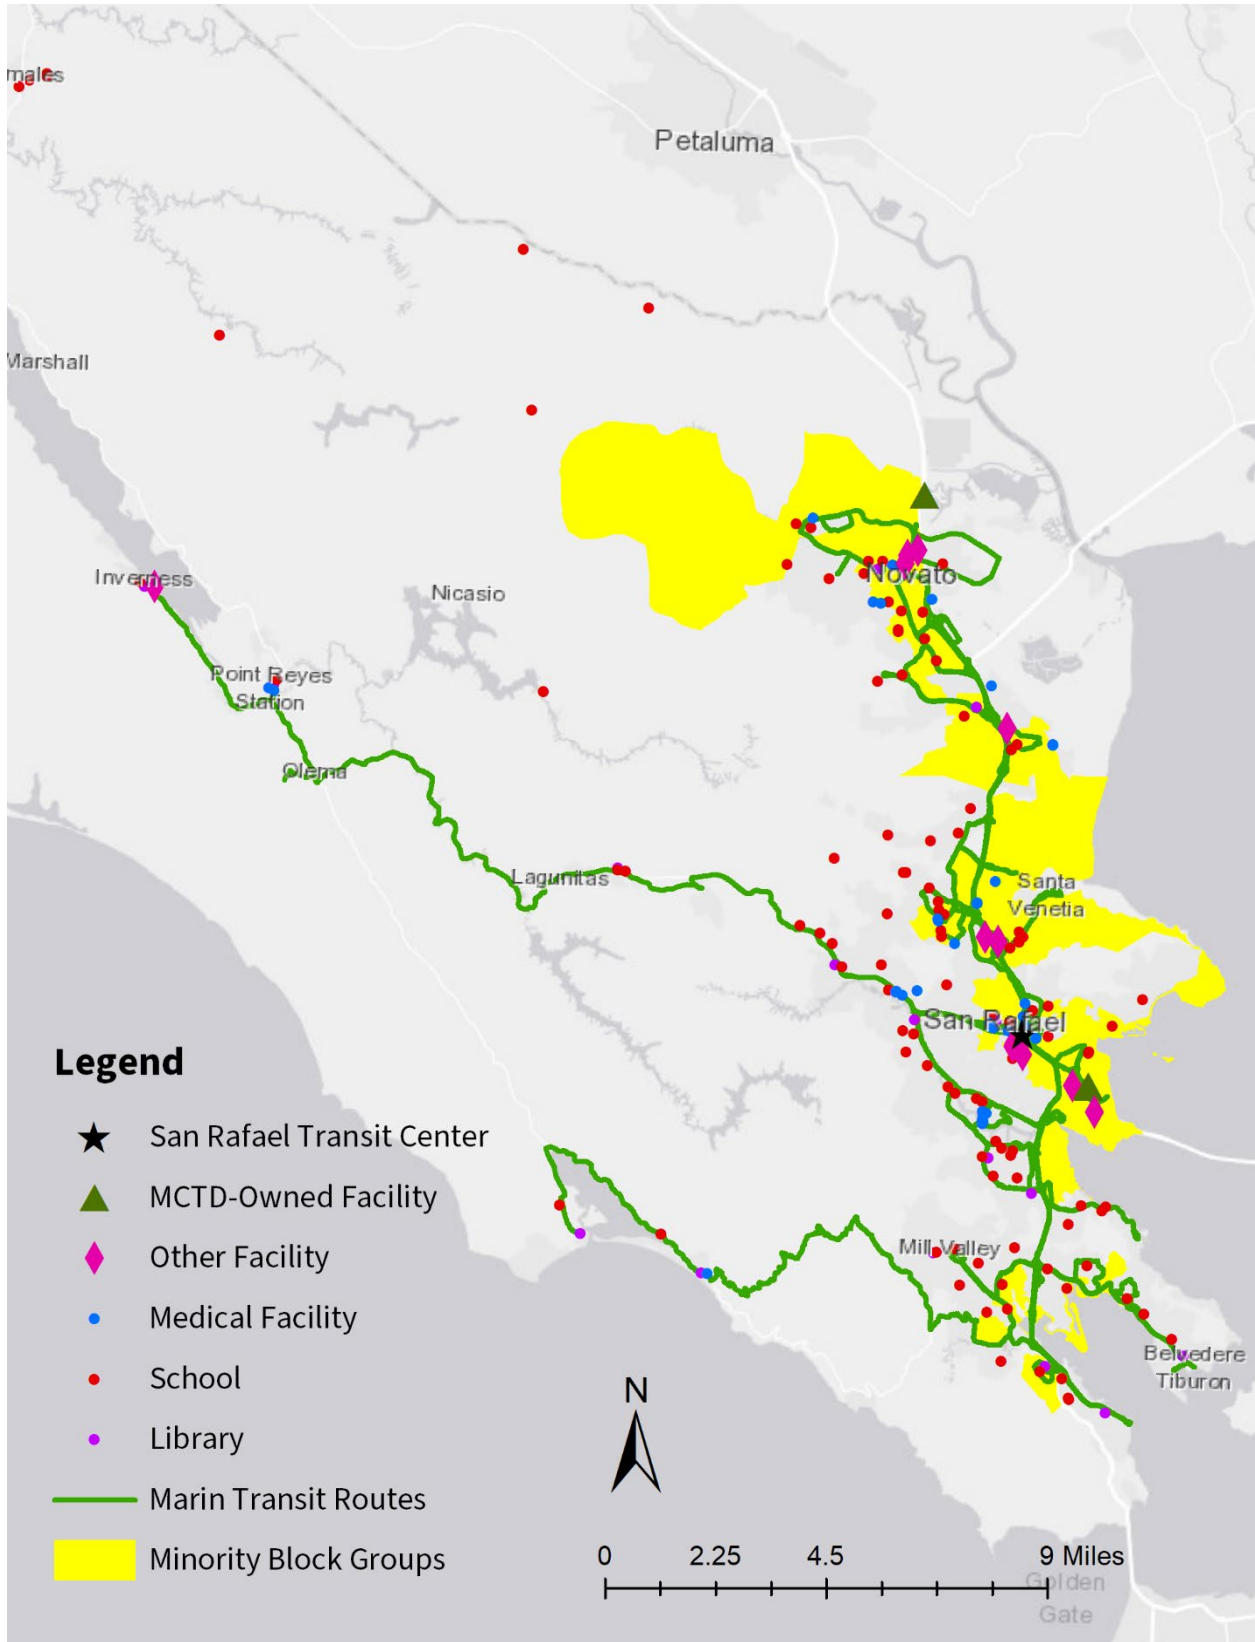 males
Petaluma
Marshall
Inverness
Nicasio
Novato
Point Reyes
Station
Olema
Lagunitas
Santa
Venetia
San Rafael
Mill Valley
Belvedere
Tiburon
Legend
San Rafael Transit Center
MCTD-Owned Facility
Other Facility
Medical Facility
School
Library
Marin Transit Routes
Minority Block Groups
N
0 2.25 4.5 9 Miles
Golden
Gate